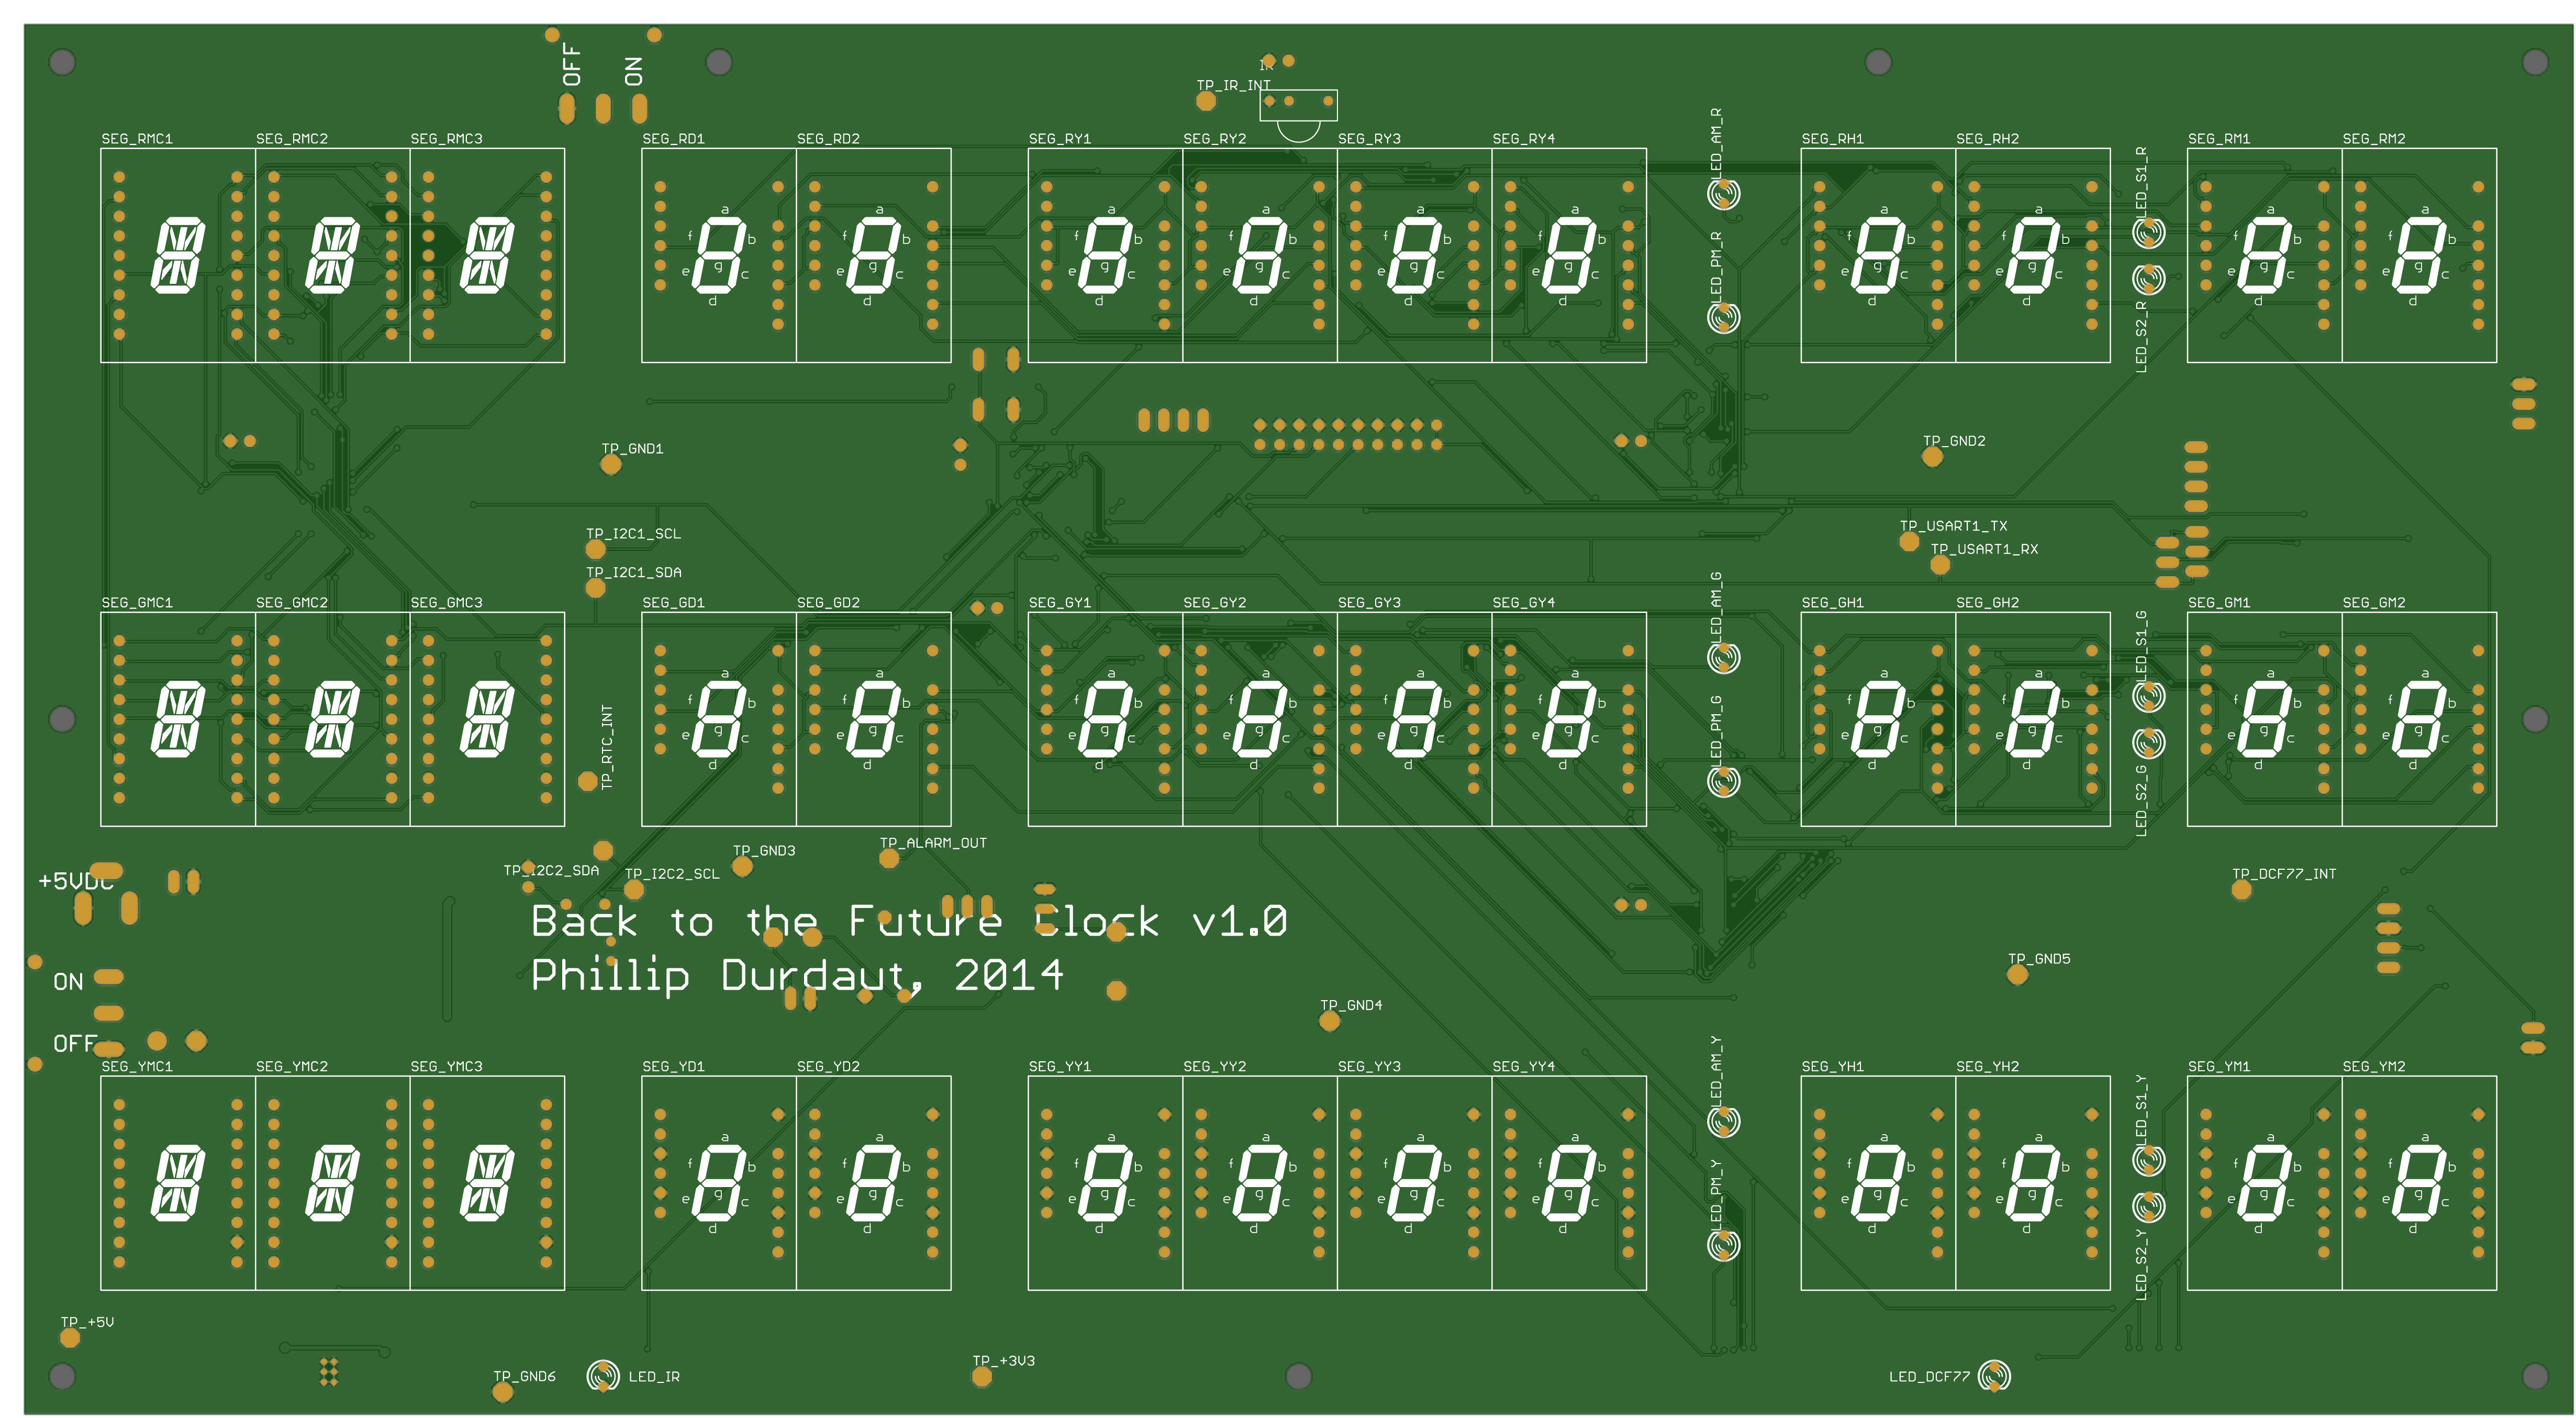 OFF ON
IR
TP_IR_INT
SEG_RMC1 SEG_RMC2 SEG_RMC3 SEG_RD1 SEG_RD2 SEG_RY1 SEG_RY2 SEG_RY3 SEG_RY4 LED_AM_R SEG_RH1 SEG_RH2 LED_S1_R SEG_RM1 SEG_RM2
a a a a a a a a a a
f b f b f b f b f b f b f b f b f b f b
e g c e g c e g c e g c e g c e g c e g c e g c e g c e g c
d d d d d d d d d d
LED_PM_R
LED_S2_R
TP_GND1 TP_GND2
TP_I2C1_SCL TP_USART1_TX
TP_USART1_RX
TP_I2C1_SDA
SEG_GMC1 SEG_GMC2 SEG_GMC3 SEG_GD1 SEG_GD2 SEG_GY1 SEG_GY2 SEG_GY3 SEG_GY4 LED_AM_G SEG_GH1 SEG_GH2 LED_S1_G SEG_GM1 SEG_GM2
a a a a a a a a a a
f b f b f b f b f b f b f b f b f b f b
e g c e g c e g c e g c e g c e g c e g c e g c e g c e g c
d d d d d d d d d d
TP_RTC_INT LED_PM_G
LED_S2_G
TP_ALARM_OUT
TP_GND3
+5VDC TP_I2C2_SDA TP_I2C2_SCL TP_DCF77_INT
Back to the Future Clock v1.0
Phillip Durdaut, 2014
ON
TP_GND5
TP_GND4
OFF
SEG_YMC1 SEG_YMC2 SEG_YMC3 SEG_YD1 SEG_YD2 SEG_YY1 SEG_YY2 SEG_YY3 SEG_YY4 LED_AM_Y SEG_YH1 SEG_YH2 LED_S1_Y SEG_YM1 SEG_YM2
a a a a a a a a a a
f b f b f b f b f b f b f b f b f b f b
e g c e g c e g c e g c e g c e g c e g c e g c e g c e g c
d d d d d d d d d d
LED_PM_Y
LED_S2_Y
TP_+5V
TP_+3V3
TP_GND6 LED_IR LED_DCF77